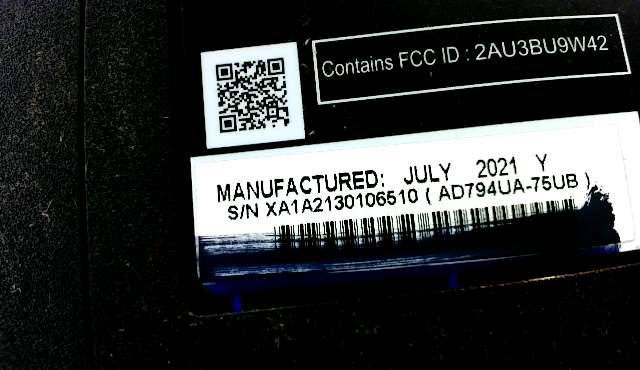 Contains FCC ID : 2AU3BU9W42
MANUFACTURED: JULY 2021 Y
S/N XA1A2130106510 ( AD794UA-75UB )